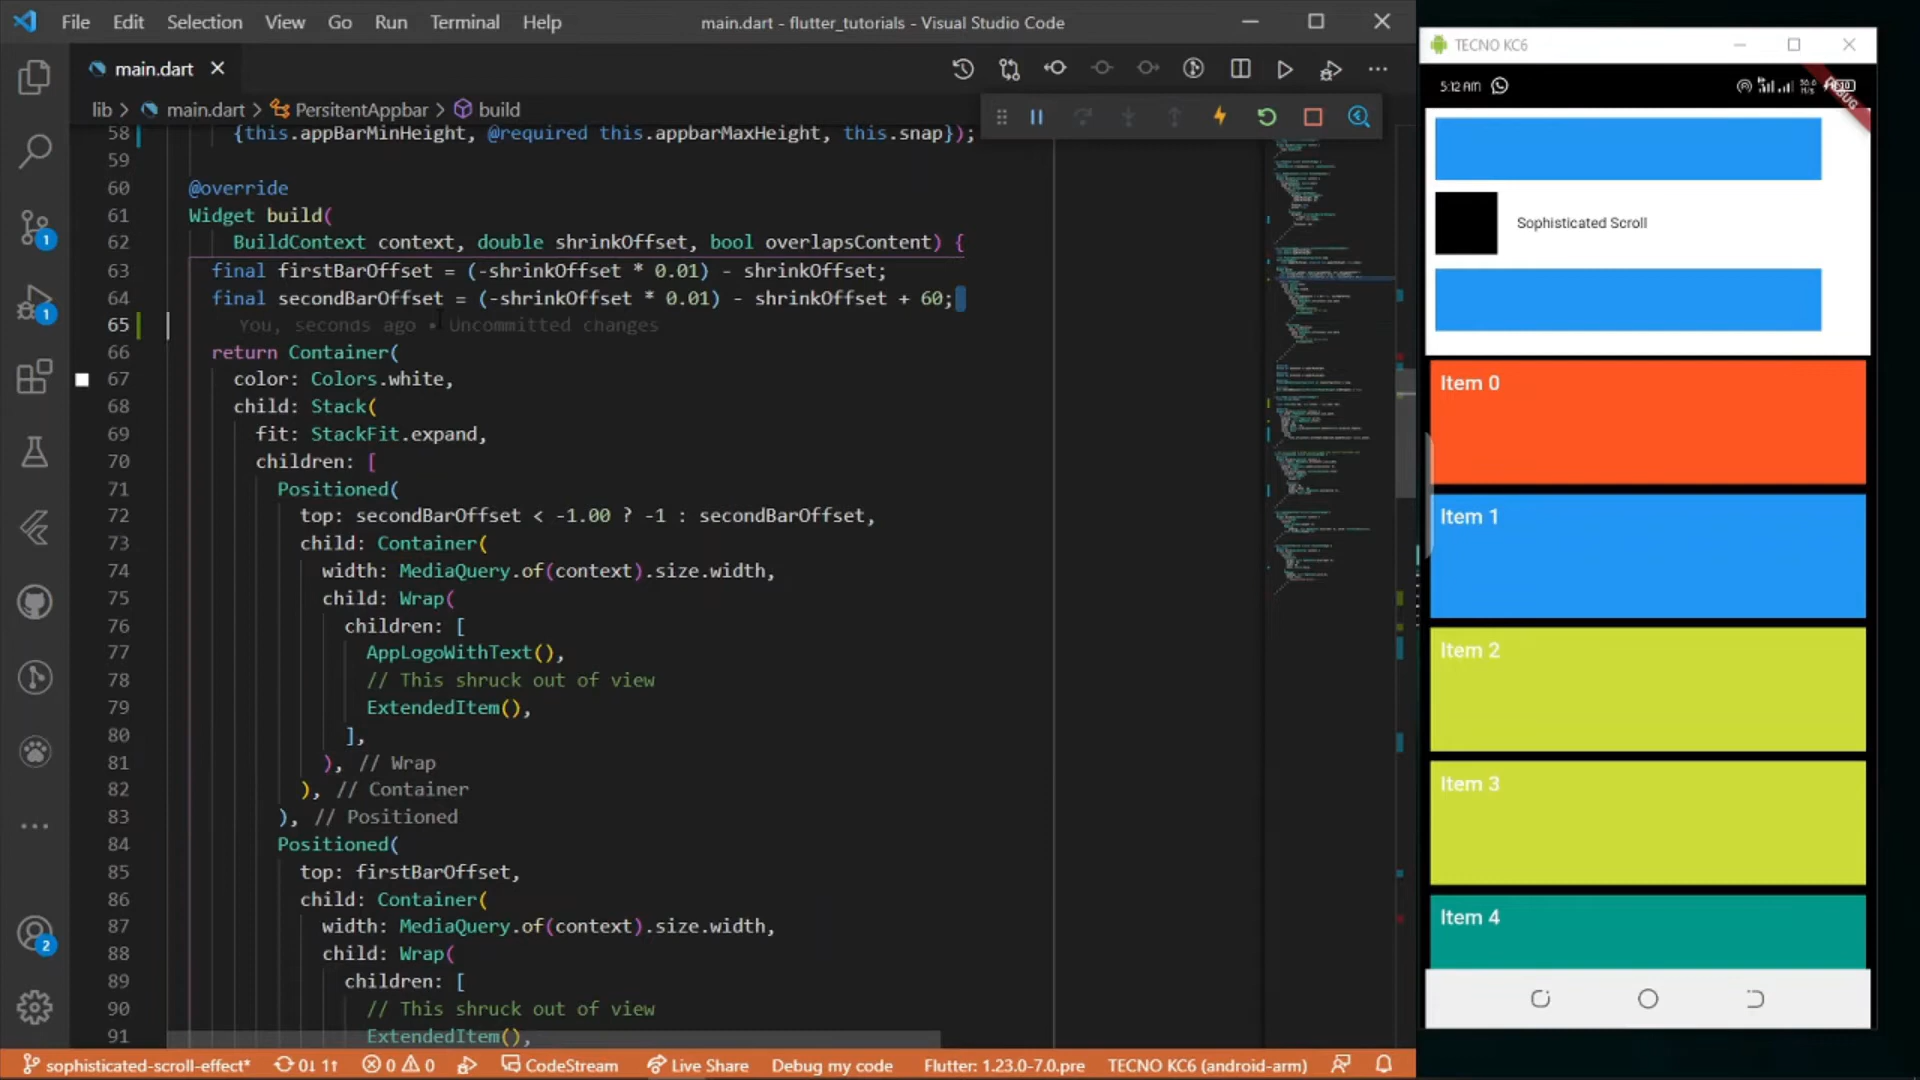 File Edit Selection View Go Run Terminal Help main.dart - flutter_tutorials - Visual Studio Code
main.dart
lib > main.dart > PersitentAppbar > build
58 {this.appBarMinHeight, @required this.appbarMaxHeight, this.snap});
59
60 @override
61 Widget build(
62 BuildContext context, double shrinkOffset, bool overlapsContent) {
63 final firstBarOffset = (-shrinkOffset * 0.01) - shrinkOffset;
64 final secondBarOffset = (-shrinkOffset * 0.01) - shrinkOffset + 60;
65 You, seconds ago • Uncommitted changes
66 return Container(
67 color: Colors.white,
68 child: Stack(
69 fit: StackFit.expand,
70 children: [
71 Positioned(
72 top: secondBarOffset < -1.00 ? -1 : secondBarOffset,
73 child: Container(
74 width: MediaQuery.of(context).size.width,
75 child: Wrap(
76 children: [
77 AppLogoWithText(),
78 // This shruck out of view
79 ExtendedItem(),
80 ],
81 ), // Wrap
82 ), // Container
83 ), // Positioned
84 Positioned(
85 top: firstBarOffset,
86 child: Container(
87 width: MediaQuery.of(context).size.width,
88 child: Wrap(
89 children: [
90 // This shruck out of view
91 ExtendedItem(),
1
1
2
sophisticated-scroll-effect* 0↓ 1↑ 0 0 CodeStream Live Share Debug my code Flutter: 1.23.0-7.0.pre TECNO KC6 (android-arm)
TECNO KC6
5:12 AM
Sophisticated Scroll
Item 0
Item 1
Item 2
Item 3
Item 4